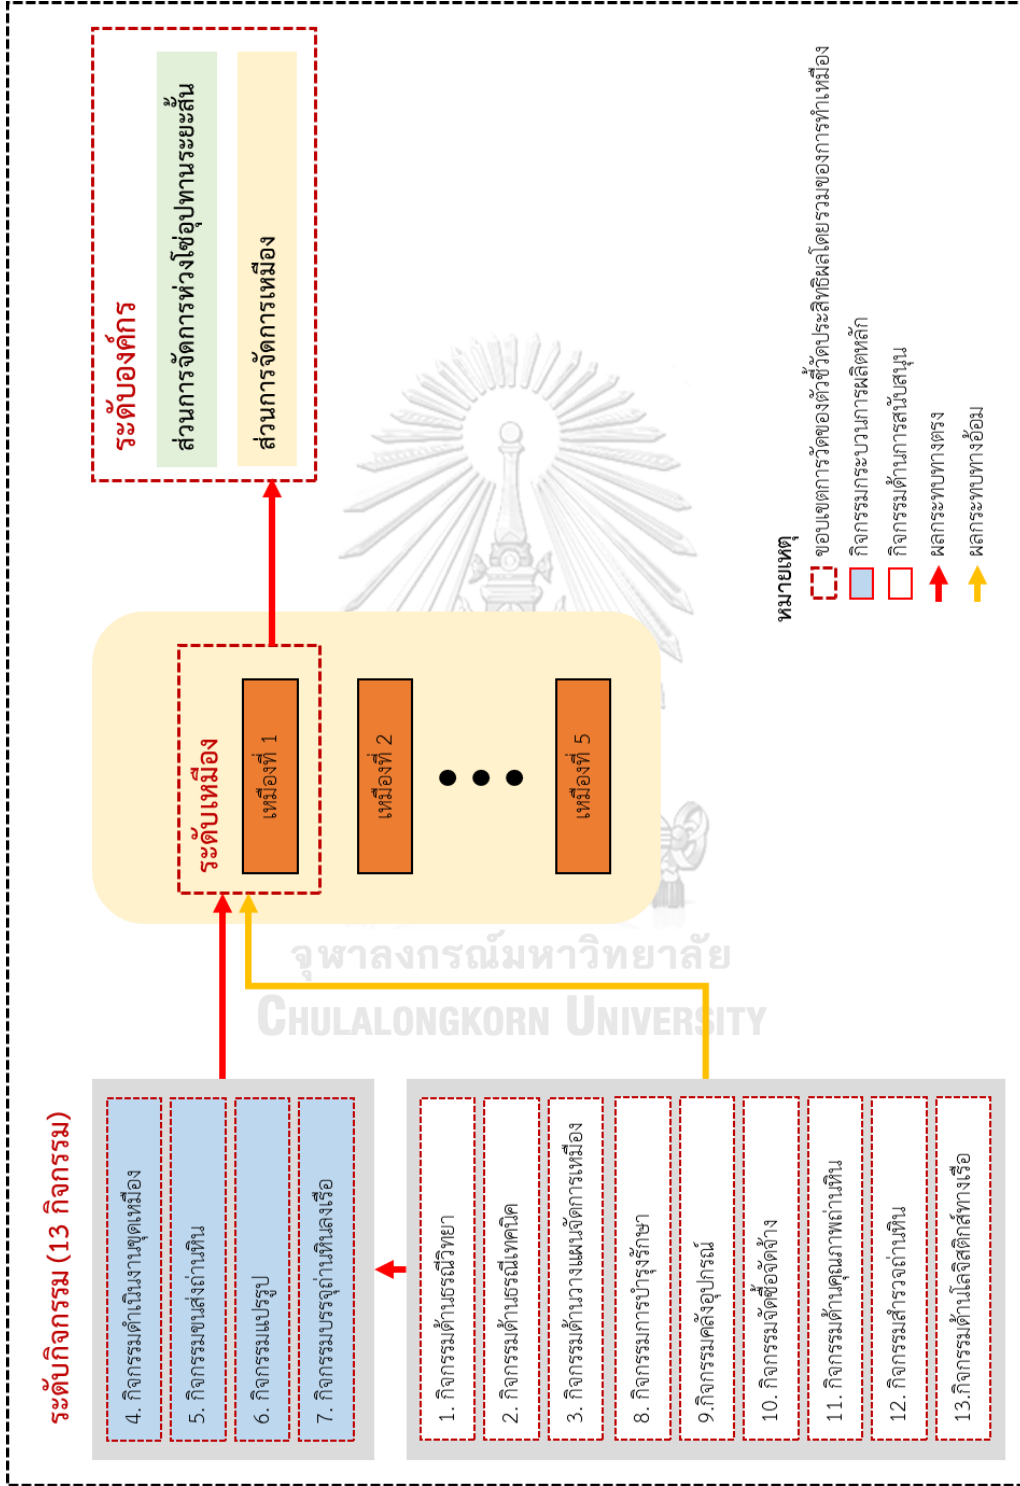 ระดับกิจกรรม (13 กิจกรรม)
4. กิจกรรมดำเนินงานขุดเหมือง
5. กิจกรรมขนส่งถ่านหิน
6. กิจกรรมแปรรูป
7. กิจกรรมบรรจุถ่านหินลงเรือ
1. กิจกรรมด้านธรณีวิทยา
2. กิจกรรมด้านธรณีเทคนิค
3. กิจกรรมด้านวางแผนจัดการเหมือง
8. กิจกรรมการบำรุงรักษา
9.กิจกรรมคลังอุปกรณ์
10. กิจกรรมจัดซื้อจัดจ้าง
11. กิจกรรมด้านคุณภาพถ่านหิน
12. กิจกรรมสำรวจถ่านหิน
13.กิจกรรมด้านโลจิสติกส์ทางเรือ
ระดับเหมือง
เหมืองที่ 1
เหมืองที่ 2
เหมืองที่ 5
ระดับองค์กร
ส่วนการจัดการห่วงโซ่อุปทานระยะสั้น
ส่วนการจัดการเหมือง
หมายเหตุ
ขอบเขตการวัดของตัวชี้วัดประสิทธิผลโดยรวมของการทำเหมือง
กิจกรรมกระบวนการผลิตหลัก
กิจกรรมด้านการสนับสนุน
ผลกระทบทางตรง
ผลกระทบทางอ้อม
จุฬาลงกรณ์มหาวิทยาลัย
CHULALONGKORN UNIVERSITY